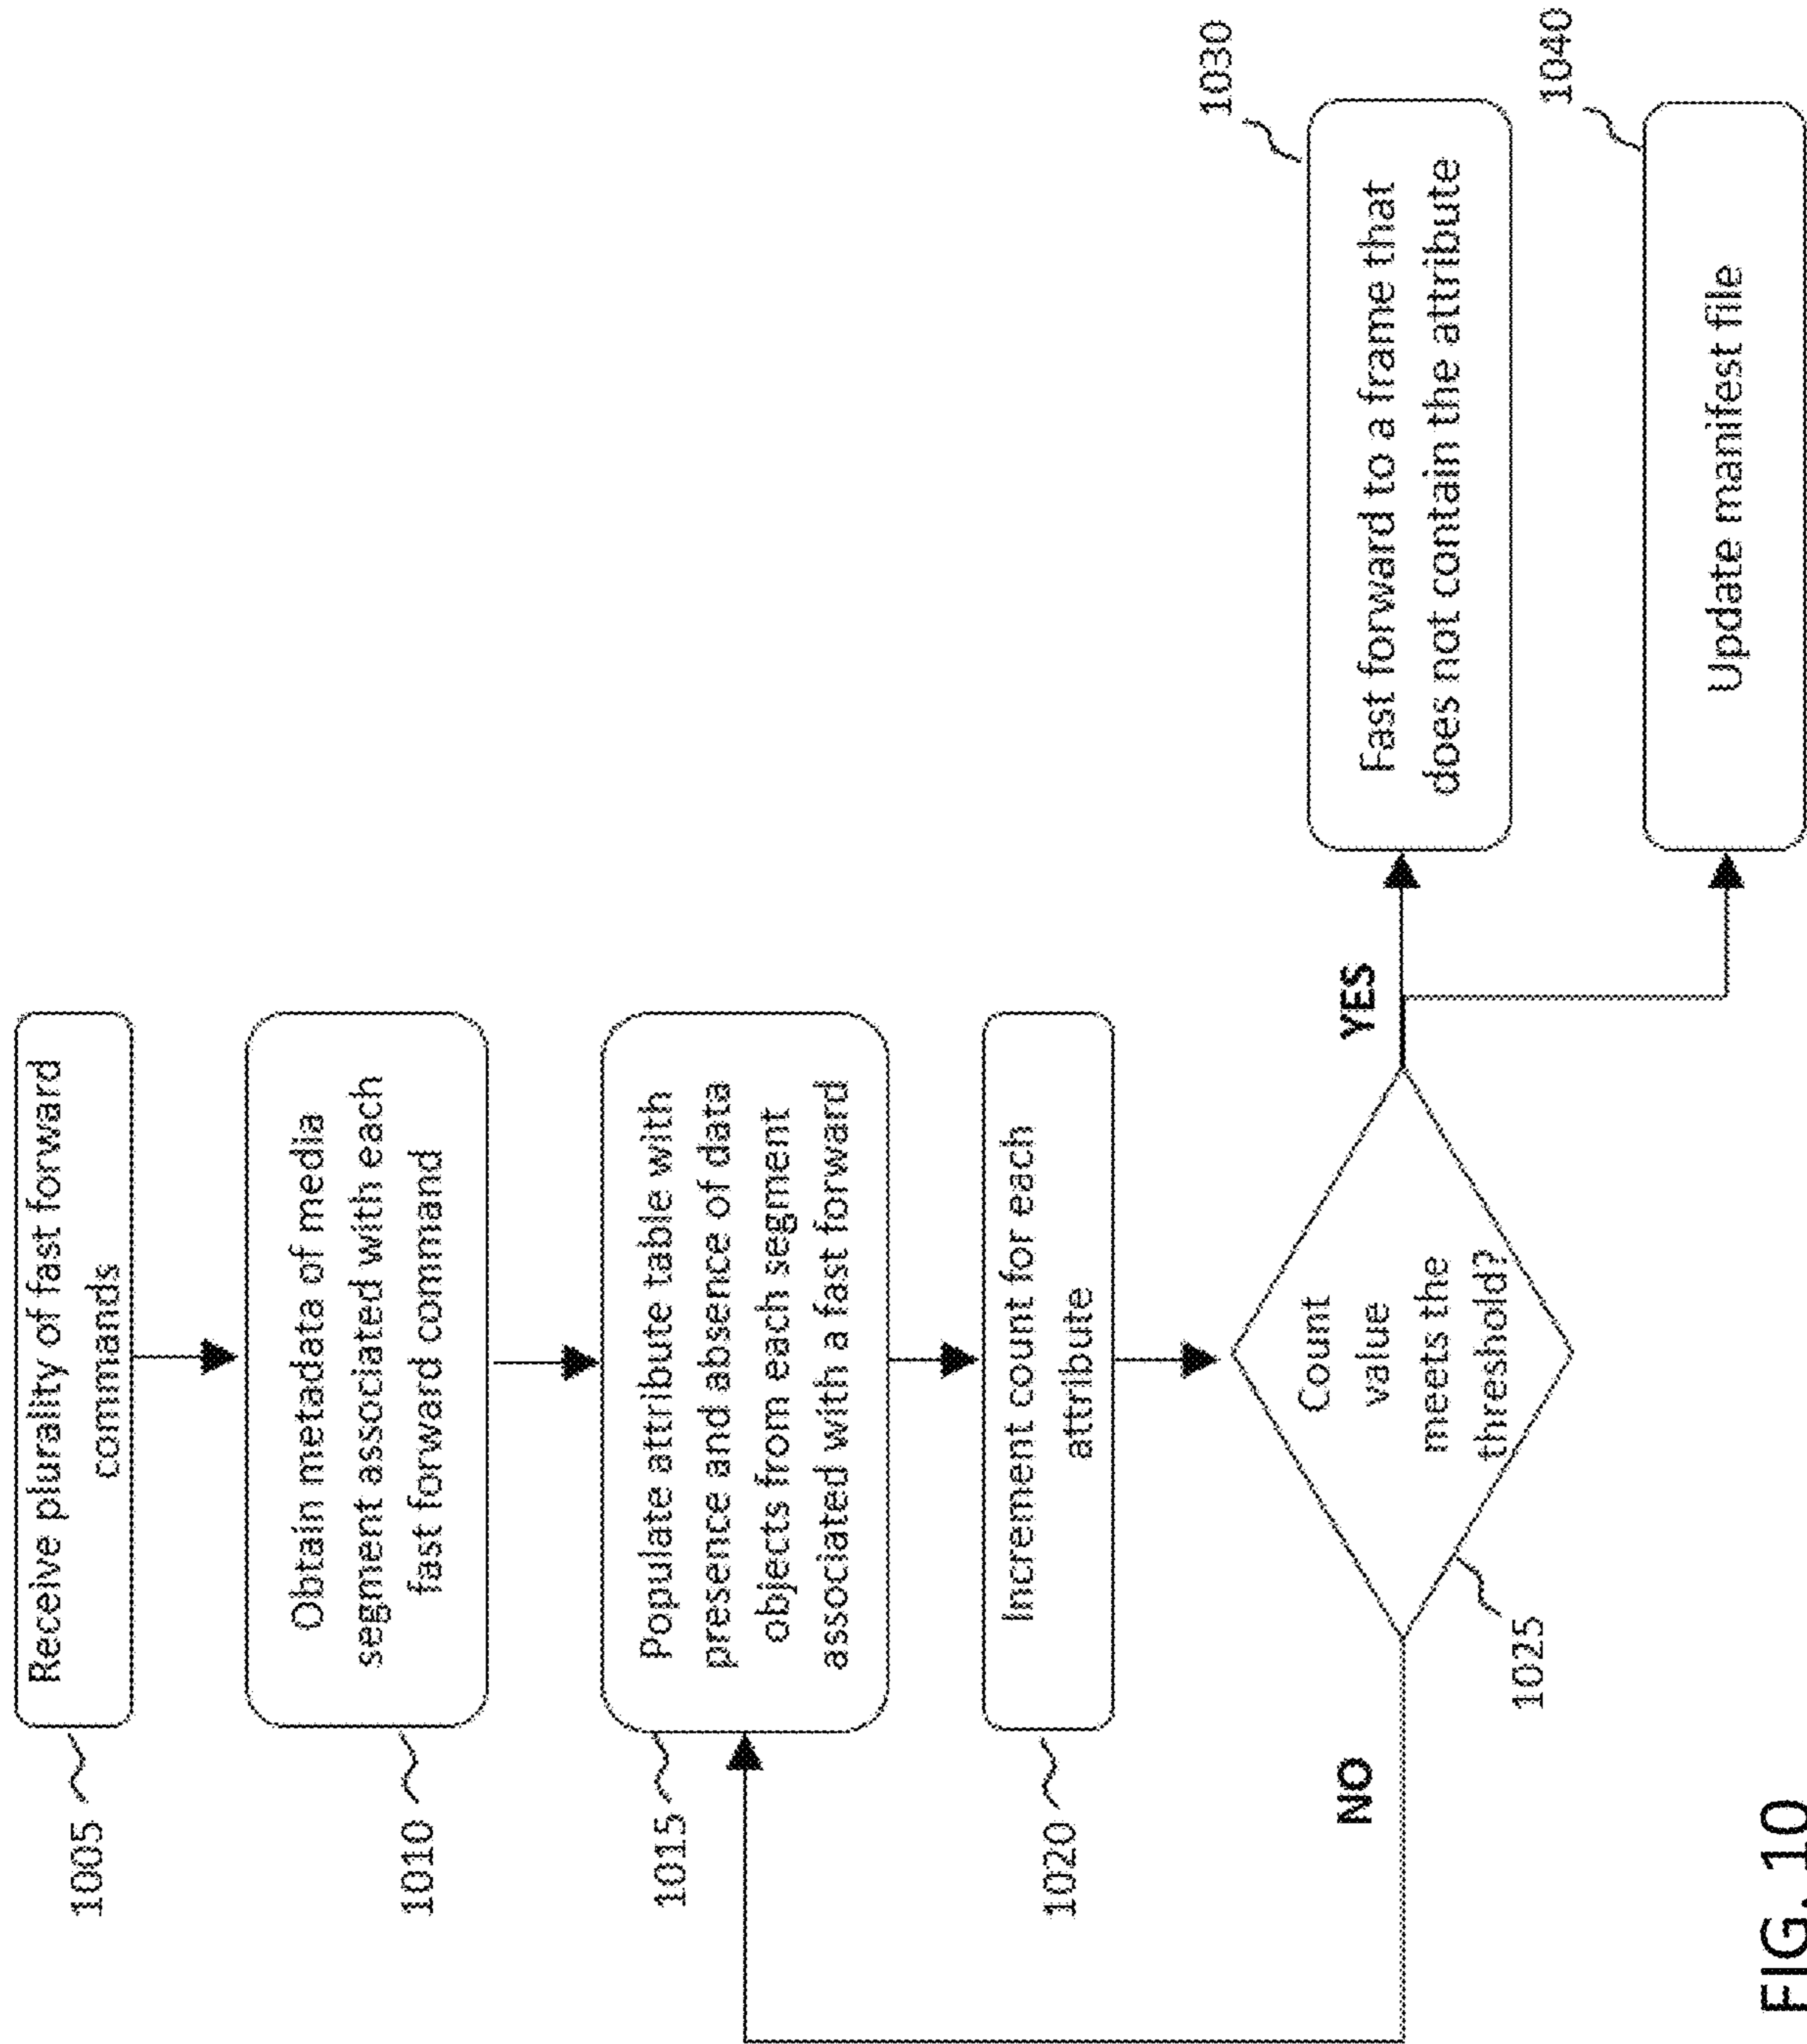 1005
Receive plurality of fast forward
commands
1010
Obtain metadata of media
segment associated with each
fast forward command
1015
Populate attribute table with
presence and absence of data
objects from each segment
associated with a fast forward
1020
Increment count for each
attribute
NO
Count
value
meets the
threshold?
1025
YES
1030
Fast forward to a frame that
does not contain the attribute
1040
Update manifest file
FIG. 10